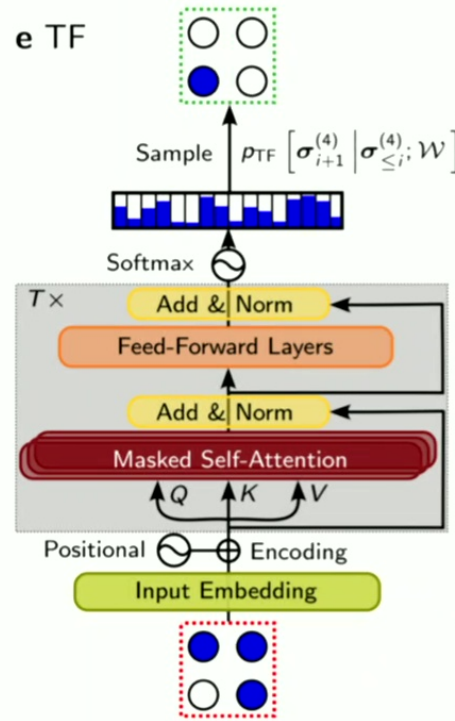 e TF
Sample p_TF [σ_{i+1}^{(4)} | σ_{≤i}^{(4)}; 𝒲]
Softmax
T×
Add & Norm
Feed-Forward Layers
Add & Norm
Masked Self-Attention
Q K V
Positional Encoding
Input Embedding